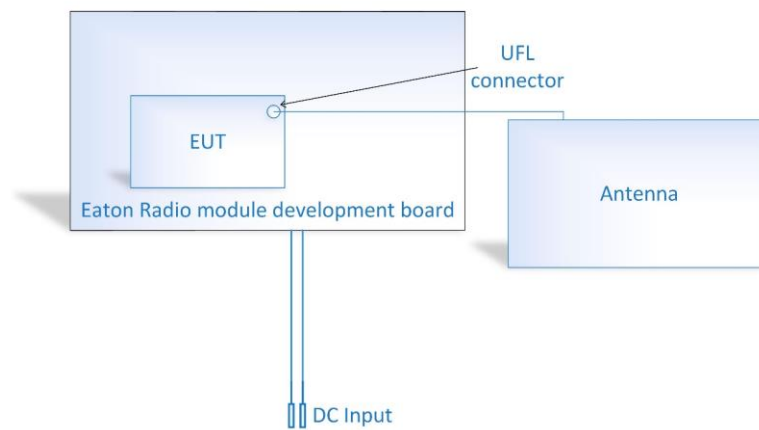 UFL
connector
EUT
Antenna
Eaton Radio module development board
DC Input